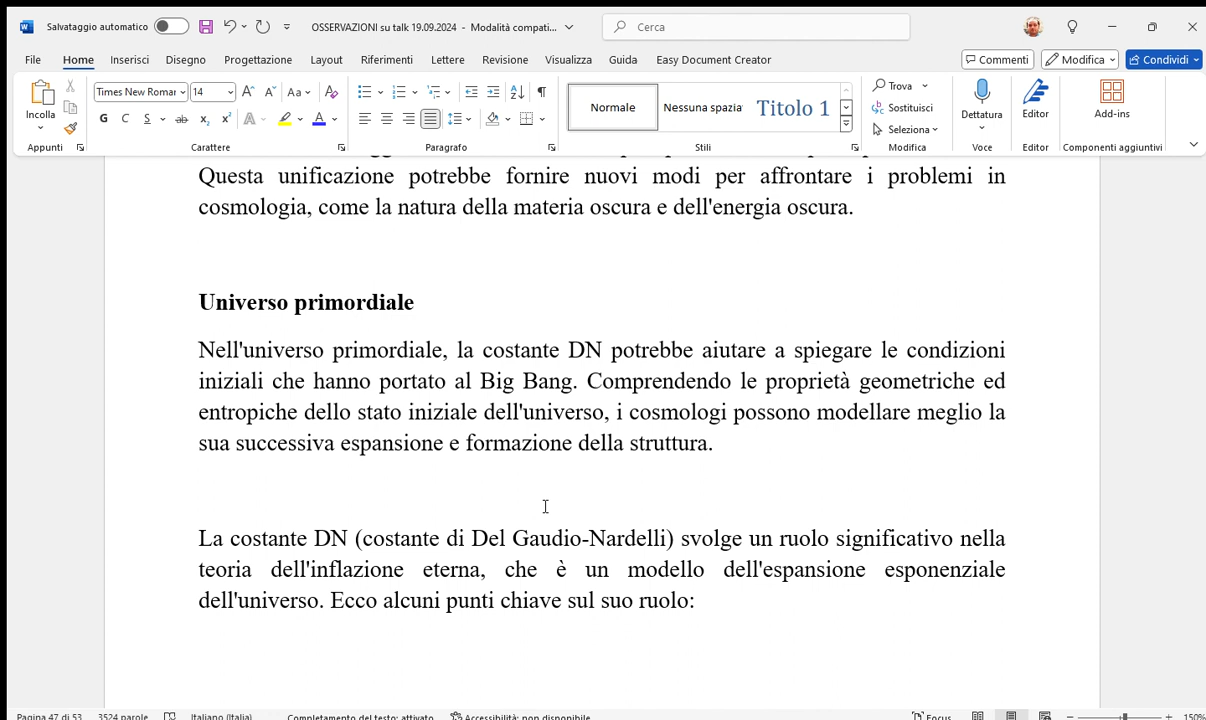 Salvataggio automatico
OSSERVAZIONI su talk 19.09.2024 - Modalità compati...
Cerca
File Home Inserisci Disegno Progettazione Layout Riferimenti Lettere Revisione Visualizza Guida Easy Document Creator
Commenti Modifica Condividi
Incolla
Times New Roman 14
Aa
G C S ab x₂ x² A A
Normale
Nessuna spazia
Titolo 1
Trova
Sostituisci
Seleziona
Dettatura
Editor
Add-ins
Appunti Carattere Paragrafo Stili Modifica Voce Editor Componenti aggiuntivi
Questa unificazione potrebbe fornire nuovi modi per affrontare i problemi in
cosmologia, come la natura della materia oscura e dell'energia oscura.
Universo primordiale
Nell'universo primordiale, la costante DN potrebbe aiutare a spiegare le condizioni
iniziali che hanno portato al Big Bang. Comprendendo le proprietà geometriche ed
entropiche dello stato iniziale dell'universo, i cosmologi possono modellare meglio la
sua successiva espansione e formazione della struttura.
La costante DN (costante di Del Gaudio-Nardelli) svolge un ruolo significativo nella
teoria dell'inflazione eterna, che è un modello dell'espansione esponenziale
dell'universo. Ecco alcuni punti chiave sul suo ruolo:
Pagina 47 di 53 3524 parole Italiano (Italia) Completamento del testo: attivato Accessibilità: non disponibile Focus 150%